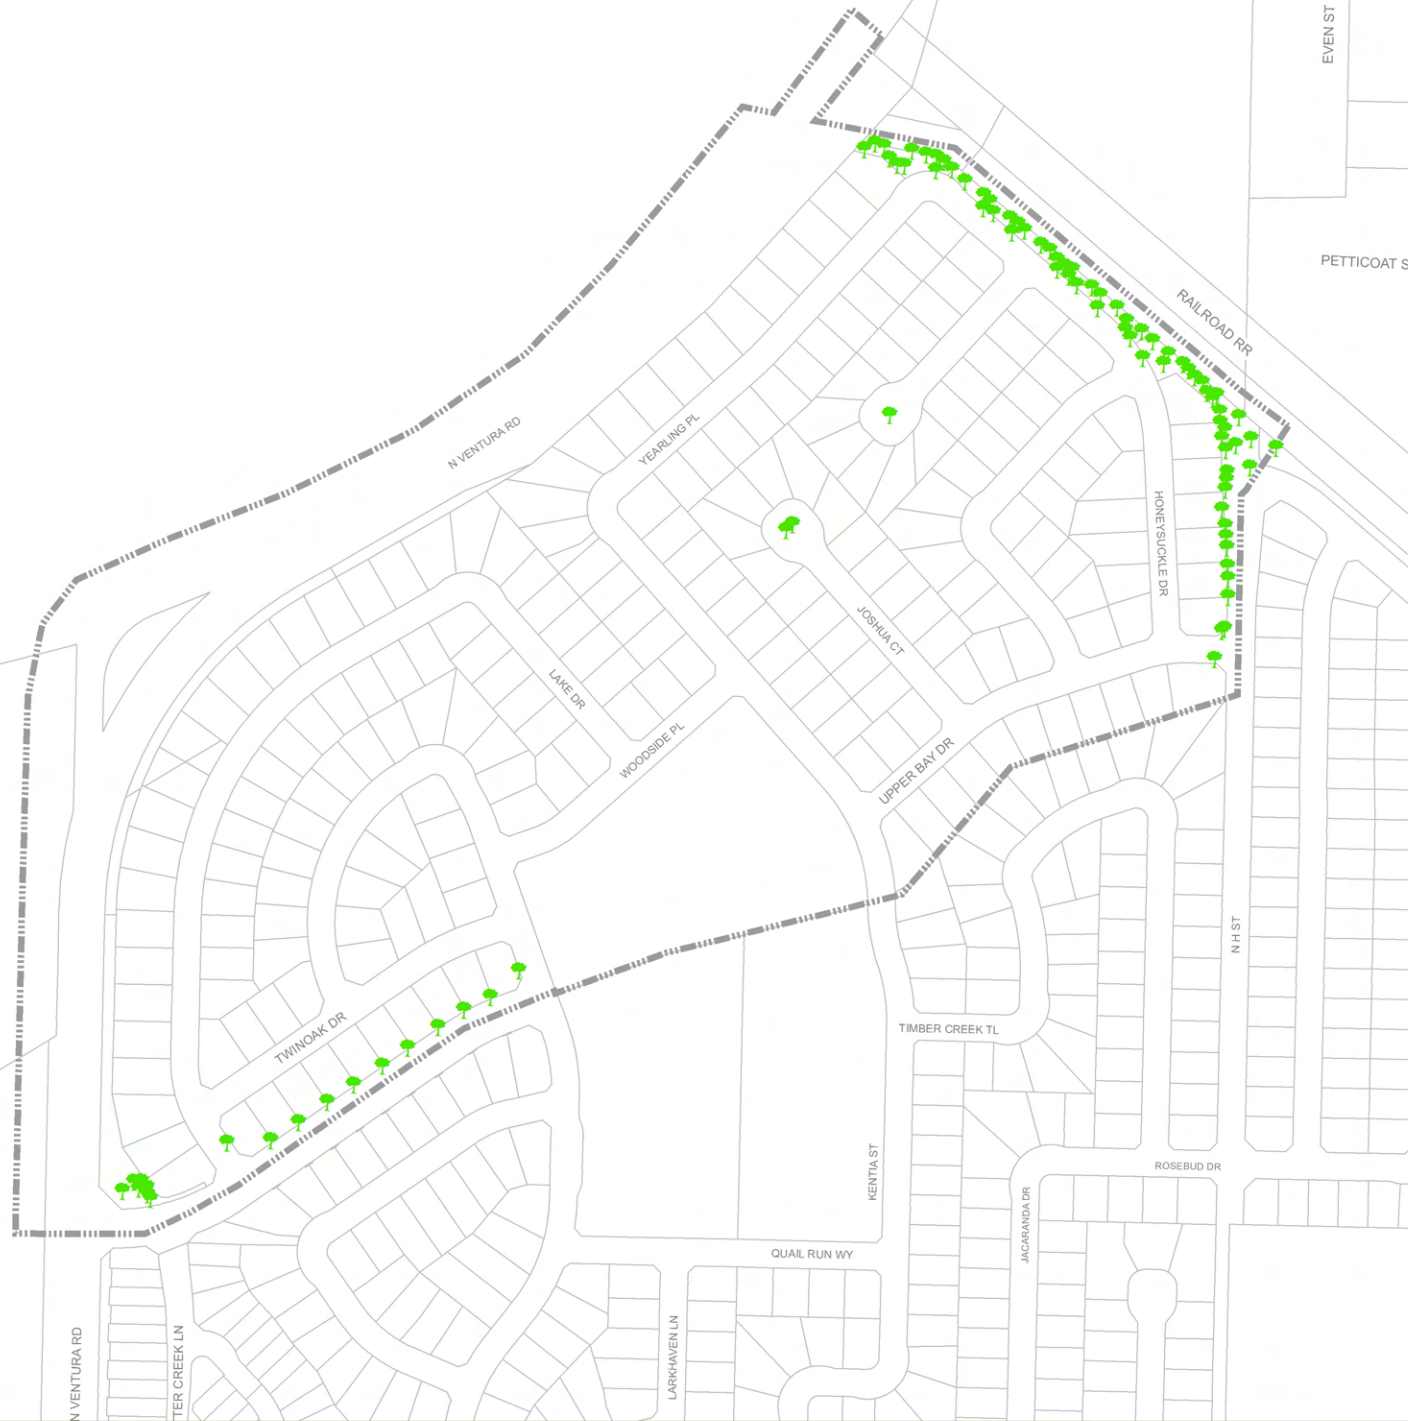 EVEN ST
PETTICOAT S
RAILROAD RR
N VENTURA RD
YEARLING PL
HONEYSUCKLE DR
JOSHUA CT
LAKE DR
WOODSIDE PL
UPPER BAY DR
N H ST
TWINOAK DR
TIMBER CREEK TL
KENTIA ST
ROSEBUD DR
JACARANDA DR
QUAIL RUN WY
LARKHAVEN LN
N VENTURA RD
TER CREEK LN